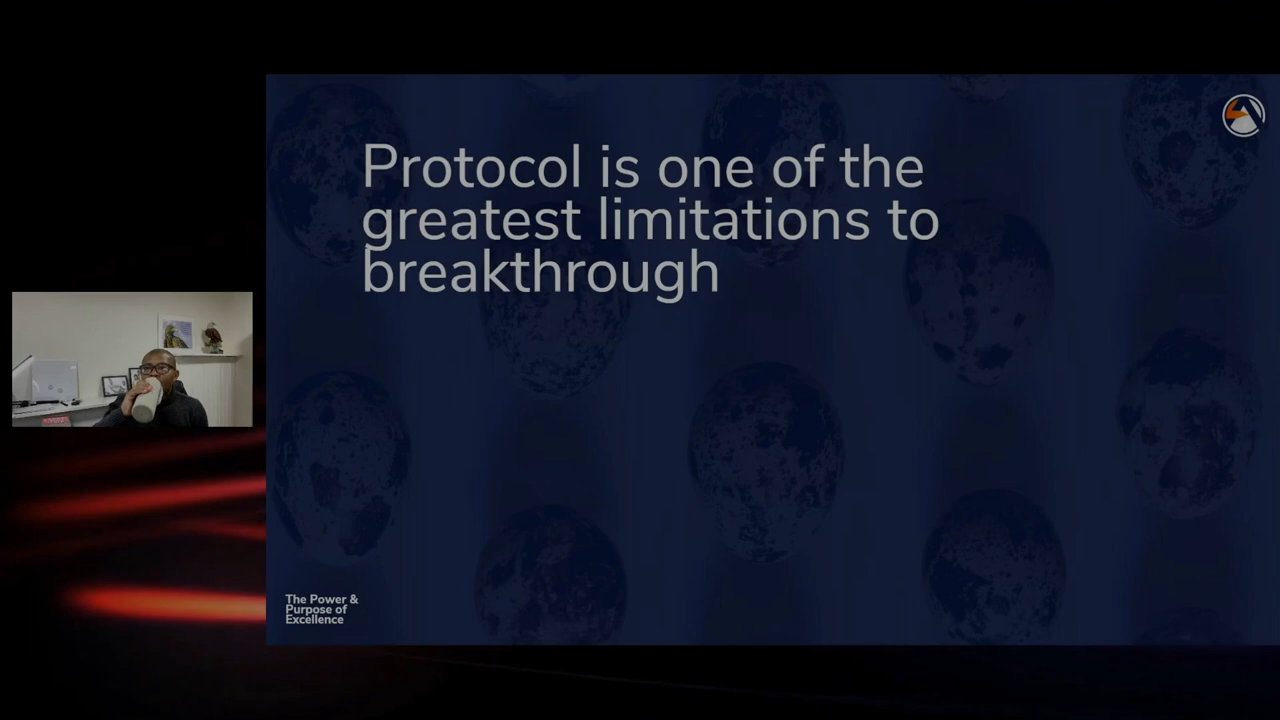 Protocol is one of the
greatest limitations to
breakthrough
The Power &
Purpose of
Excellence